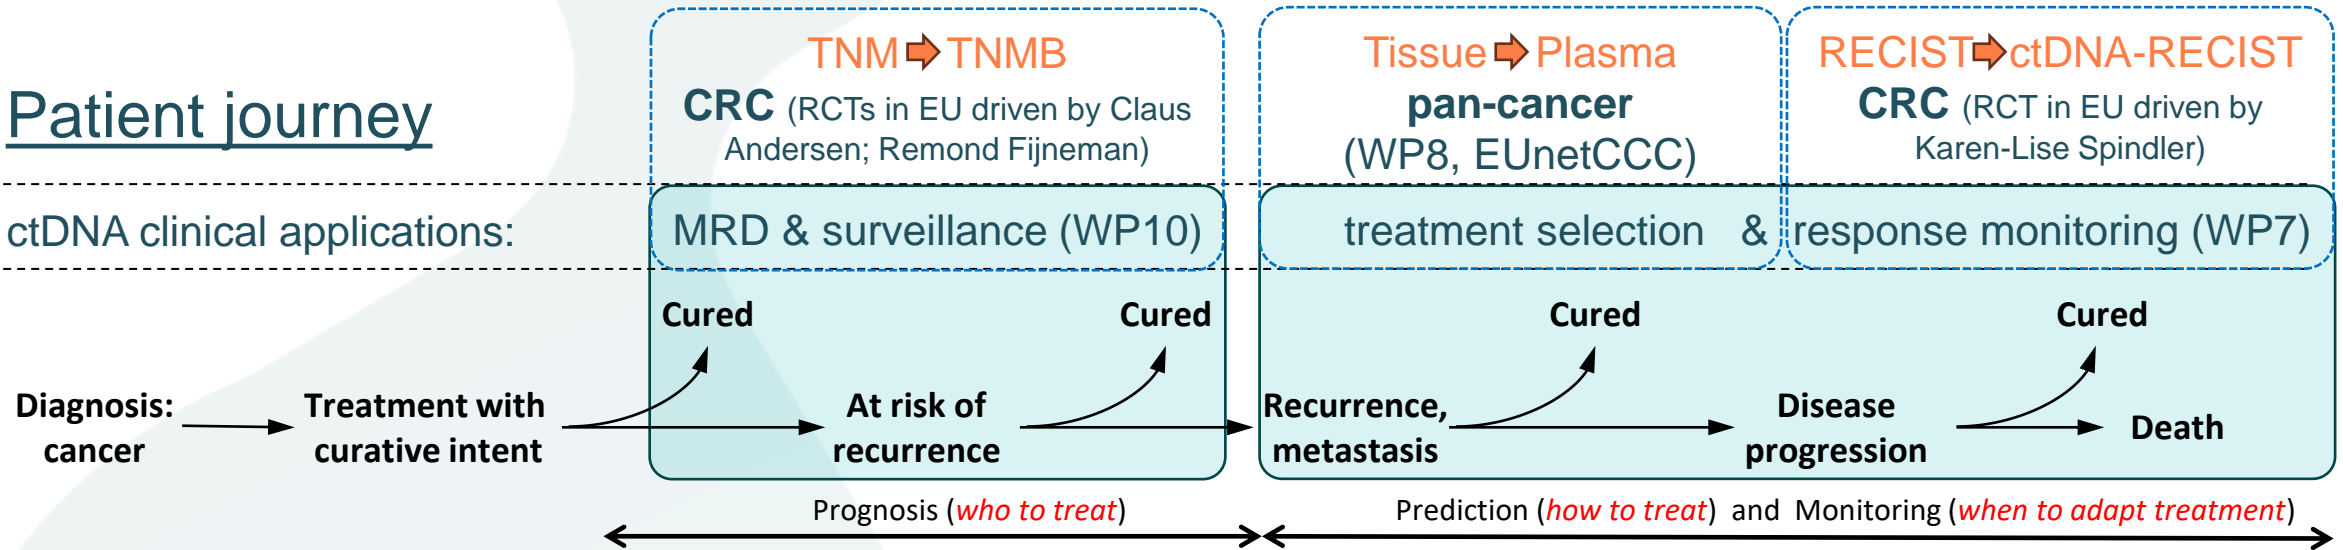 Patient journey
TNM TNMB
CRC (RCTs in EU driven by Claus
Andersen; Remond Fijneman)
Tissue Plasma
pan-cancer
(WP8, EUnetCCC)
RECIST ctDNA-RECIST
CRC (RCT in EU driven by
Karen-Lise Spindler)
ctDNA clinical applications:
MRD & surveillance (WP10)
treatment selection & response monitoring (WP7)
Cured
Cured
Cured
Cured
Diagnosis:
cancer
Treatment with
curative intent
At risk of
recurrence
Recurrence,
metastasis
Disease
progression
Death
Prognosis (who to treat)
Prediction (how to treat) and Monitoring (when to adapt treatment)